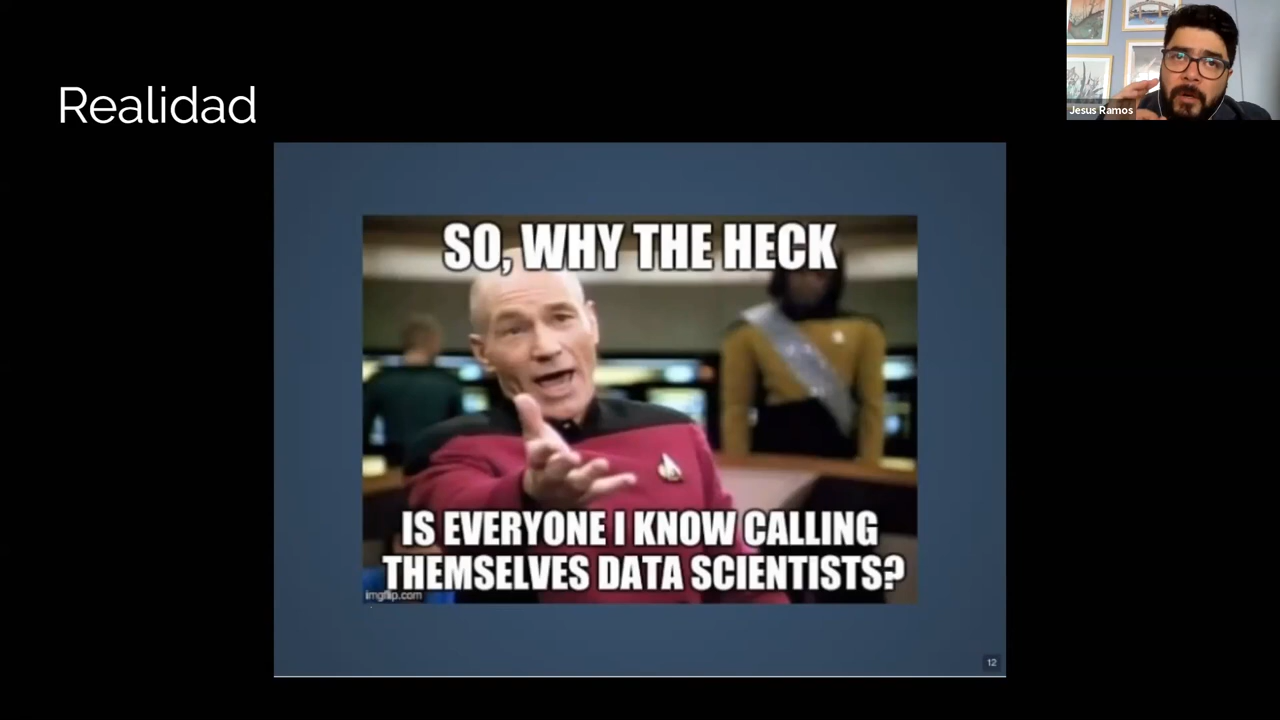 Realidad
Jesus Ramos
SO, WHY THE HECK
IS EVERYONE I KNOW CALLING
THEMSELVES DATA SCIENTISTS?
imgflip.com
12